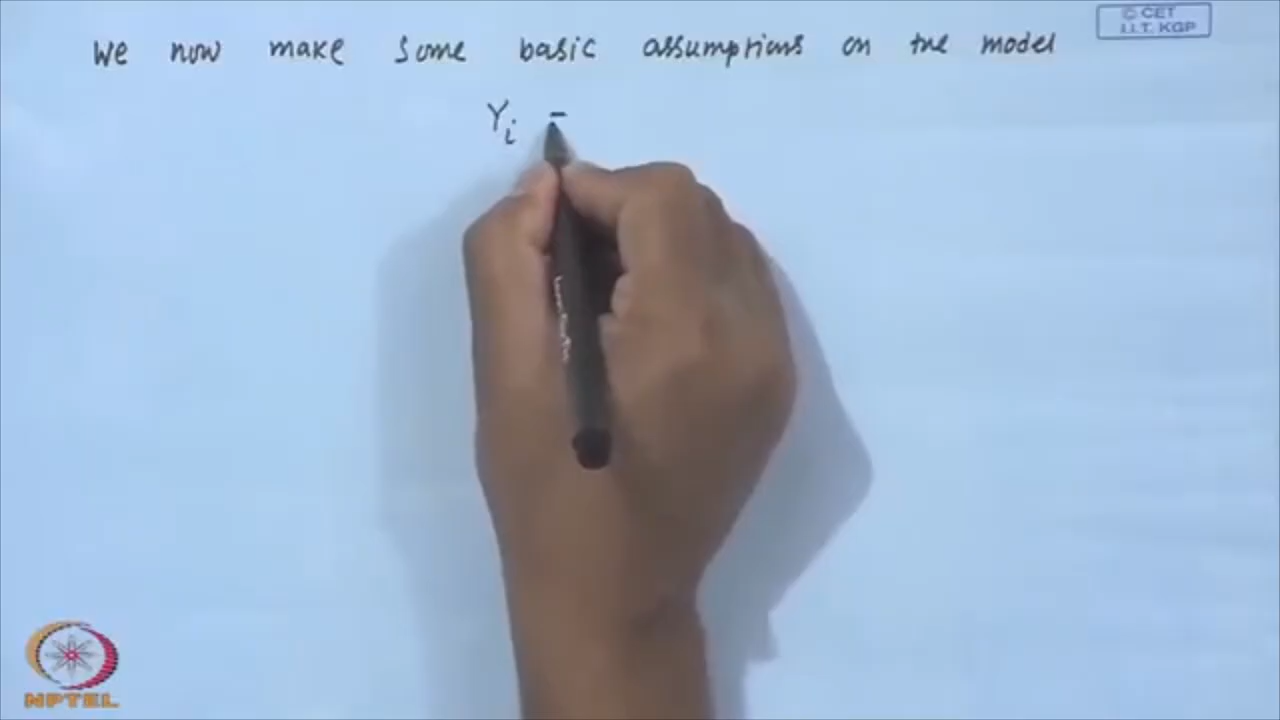 We now make some basic assumptions on the model
© CET
I.I.T. KGP
Yi -
NPTEL